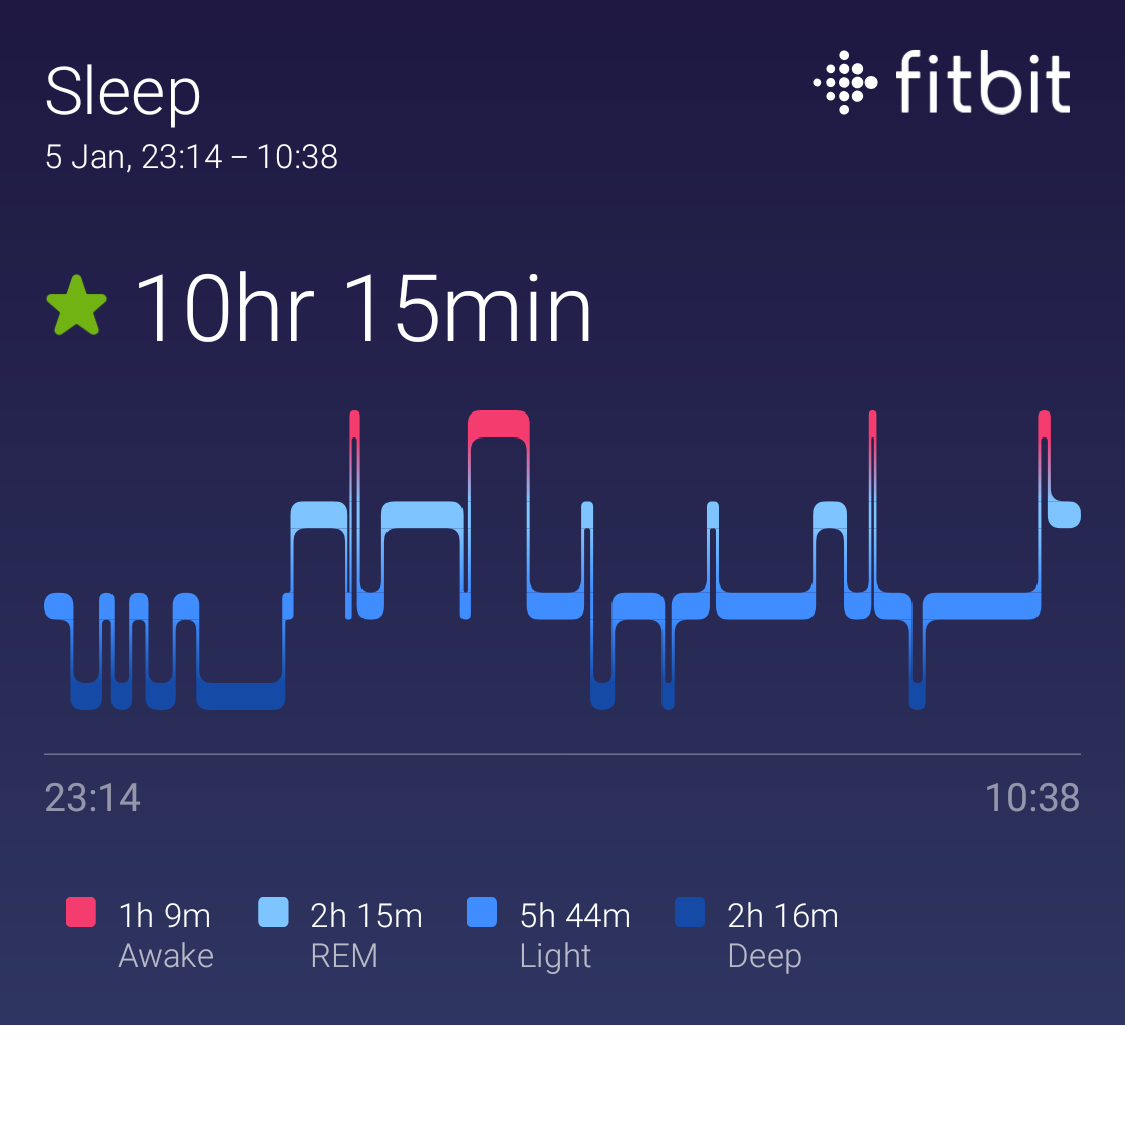 Sleep
fitbit
5 Jan, 23:14 – 10:38
10hr 15min
23:14
10:38
1h 9m
Awake
2h 15m
REM
5h 44m
Light
2h 16m
Deep